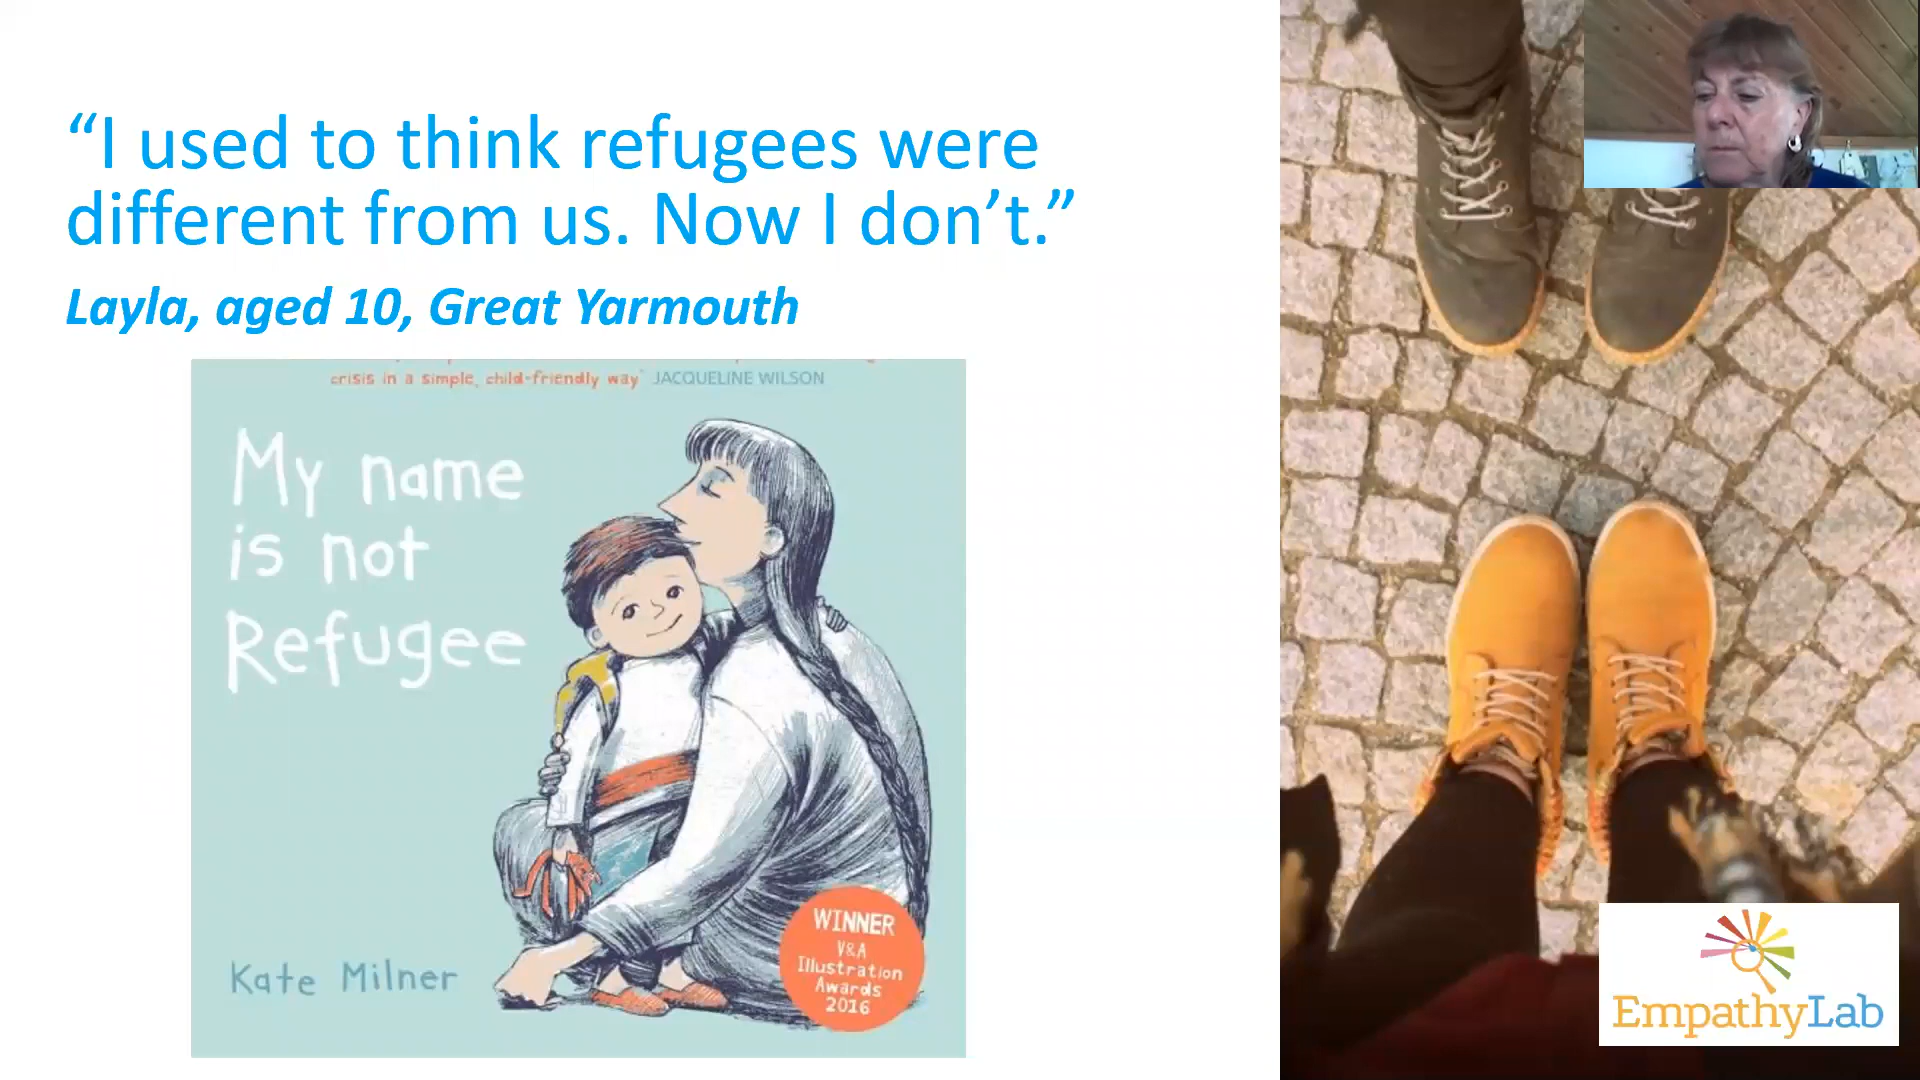 “I used to think refugees were
different from us. Now I don’t.”
Layla, aged 10, Great Yarmouth
crisis in a simple, child-friendly way” JACQUELINE WILSON
My name
is not
Refugee
WINNER
V&A
Illustration
Awards
2016
Kate Milner
EmpathyLab